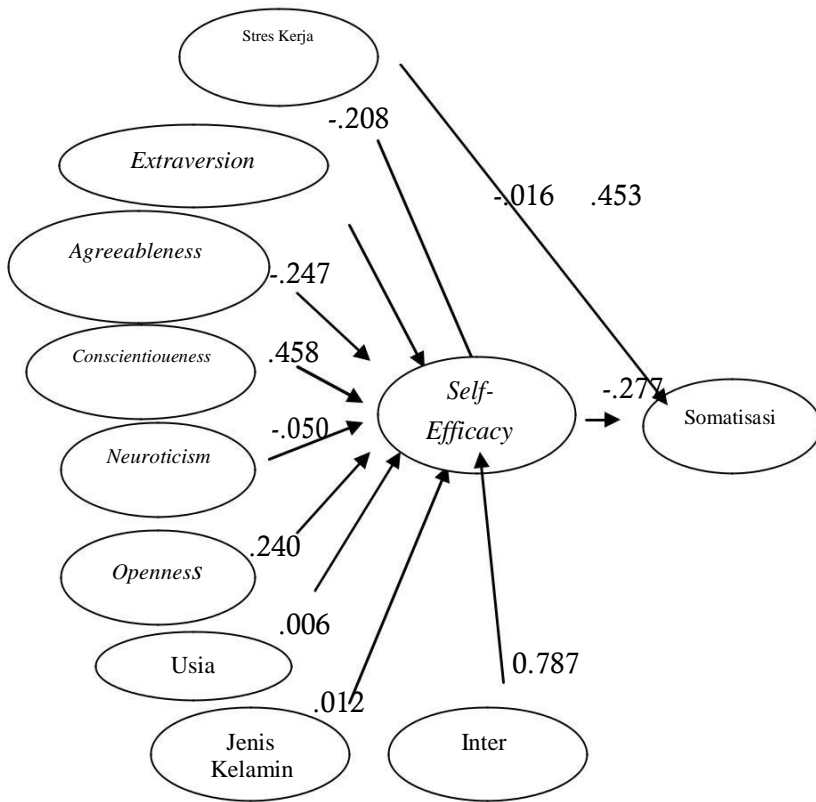 Stres Kerja
-.208
Extraversion
-.016 .453
Agreeableness
-.247
Conscientioueness
.458
Self-
Efficacy
-.277
Somatisasi
-.050
Neuroticism
.240
Openness
.006
Usia
0.787
.012
Jenis
Kelamin
Inter